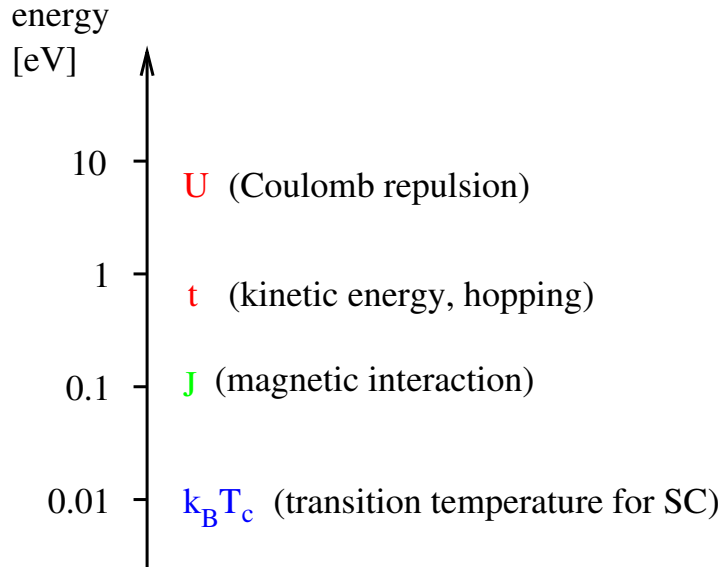 energy
[eV]
10
U (Coulomb repulsion)
1
t (kinetic energy, hopping)
0.1
J (magnetic interaction)
0.01
k_BT_c (transition temperature for SC)